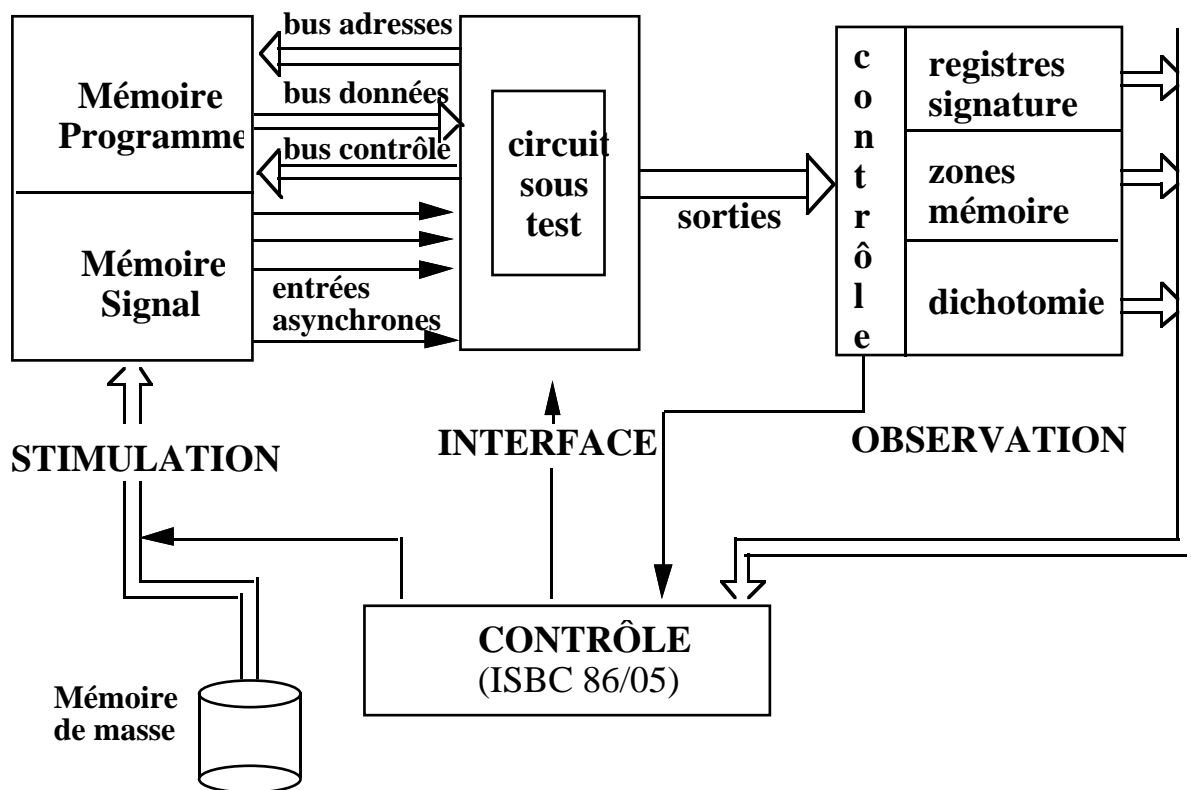 bus adresses
Mémoire
Programme
bus données
bus contrôle
circuit
sous
test
Mémoire
Signal
entrées
asynchrones
sorties
contrôle
registres
signature
zones
mémoire
dichotomie
STIMULATION
INTERFACE
OBSERVATION
CONTRÔLE
(ISBC 86/05)
Mémoire
de masse